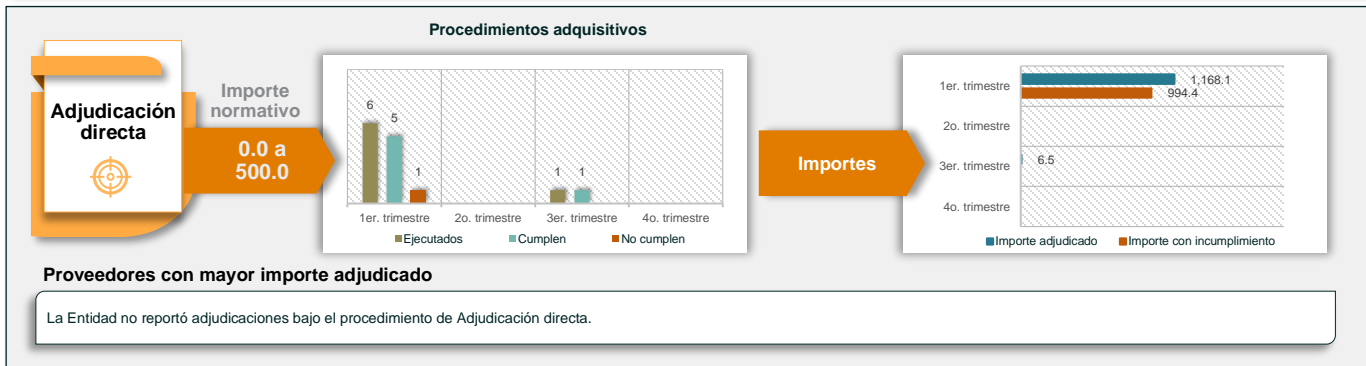 Procedimientos adquisitivos
Adjudicación
directa
Importe
normativo
0.0 a
500.0
6
5
1
1
1
1er. trimestre
2o. trimestre
3er. trimestre
4o. trimestre
Ejecutados
Cumplen
No cumplen
Importes
1er. trimestre
1,168.1
994.4
2o. trimestre
3er. trimestre
6.5
4o. trimestre
Importe adjudicado
Importe con incumplimiento
Proveedores con mayor importe adjudicado
La Entidad no reportó adjudicaciones bajo el procedimiento de Adjudicación directa.